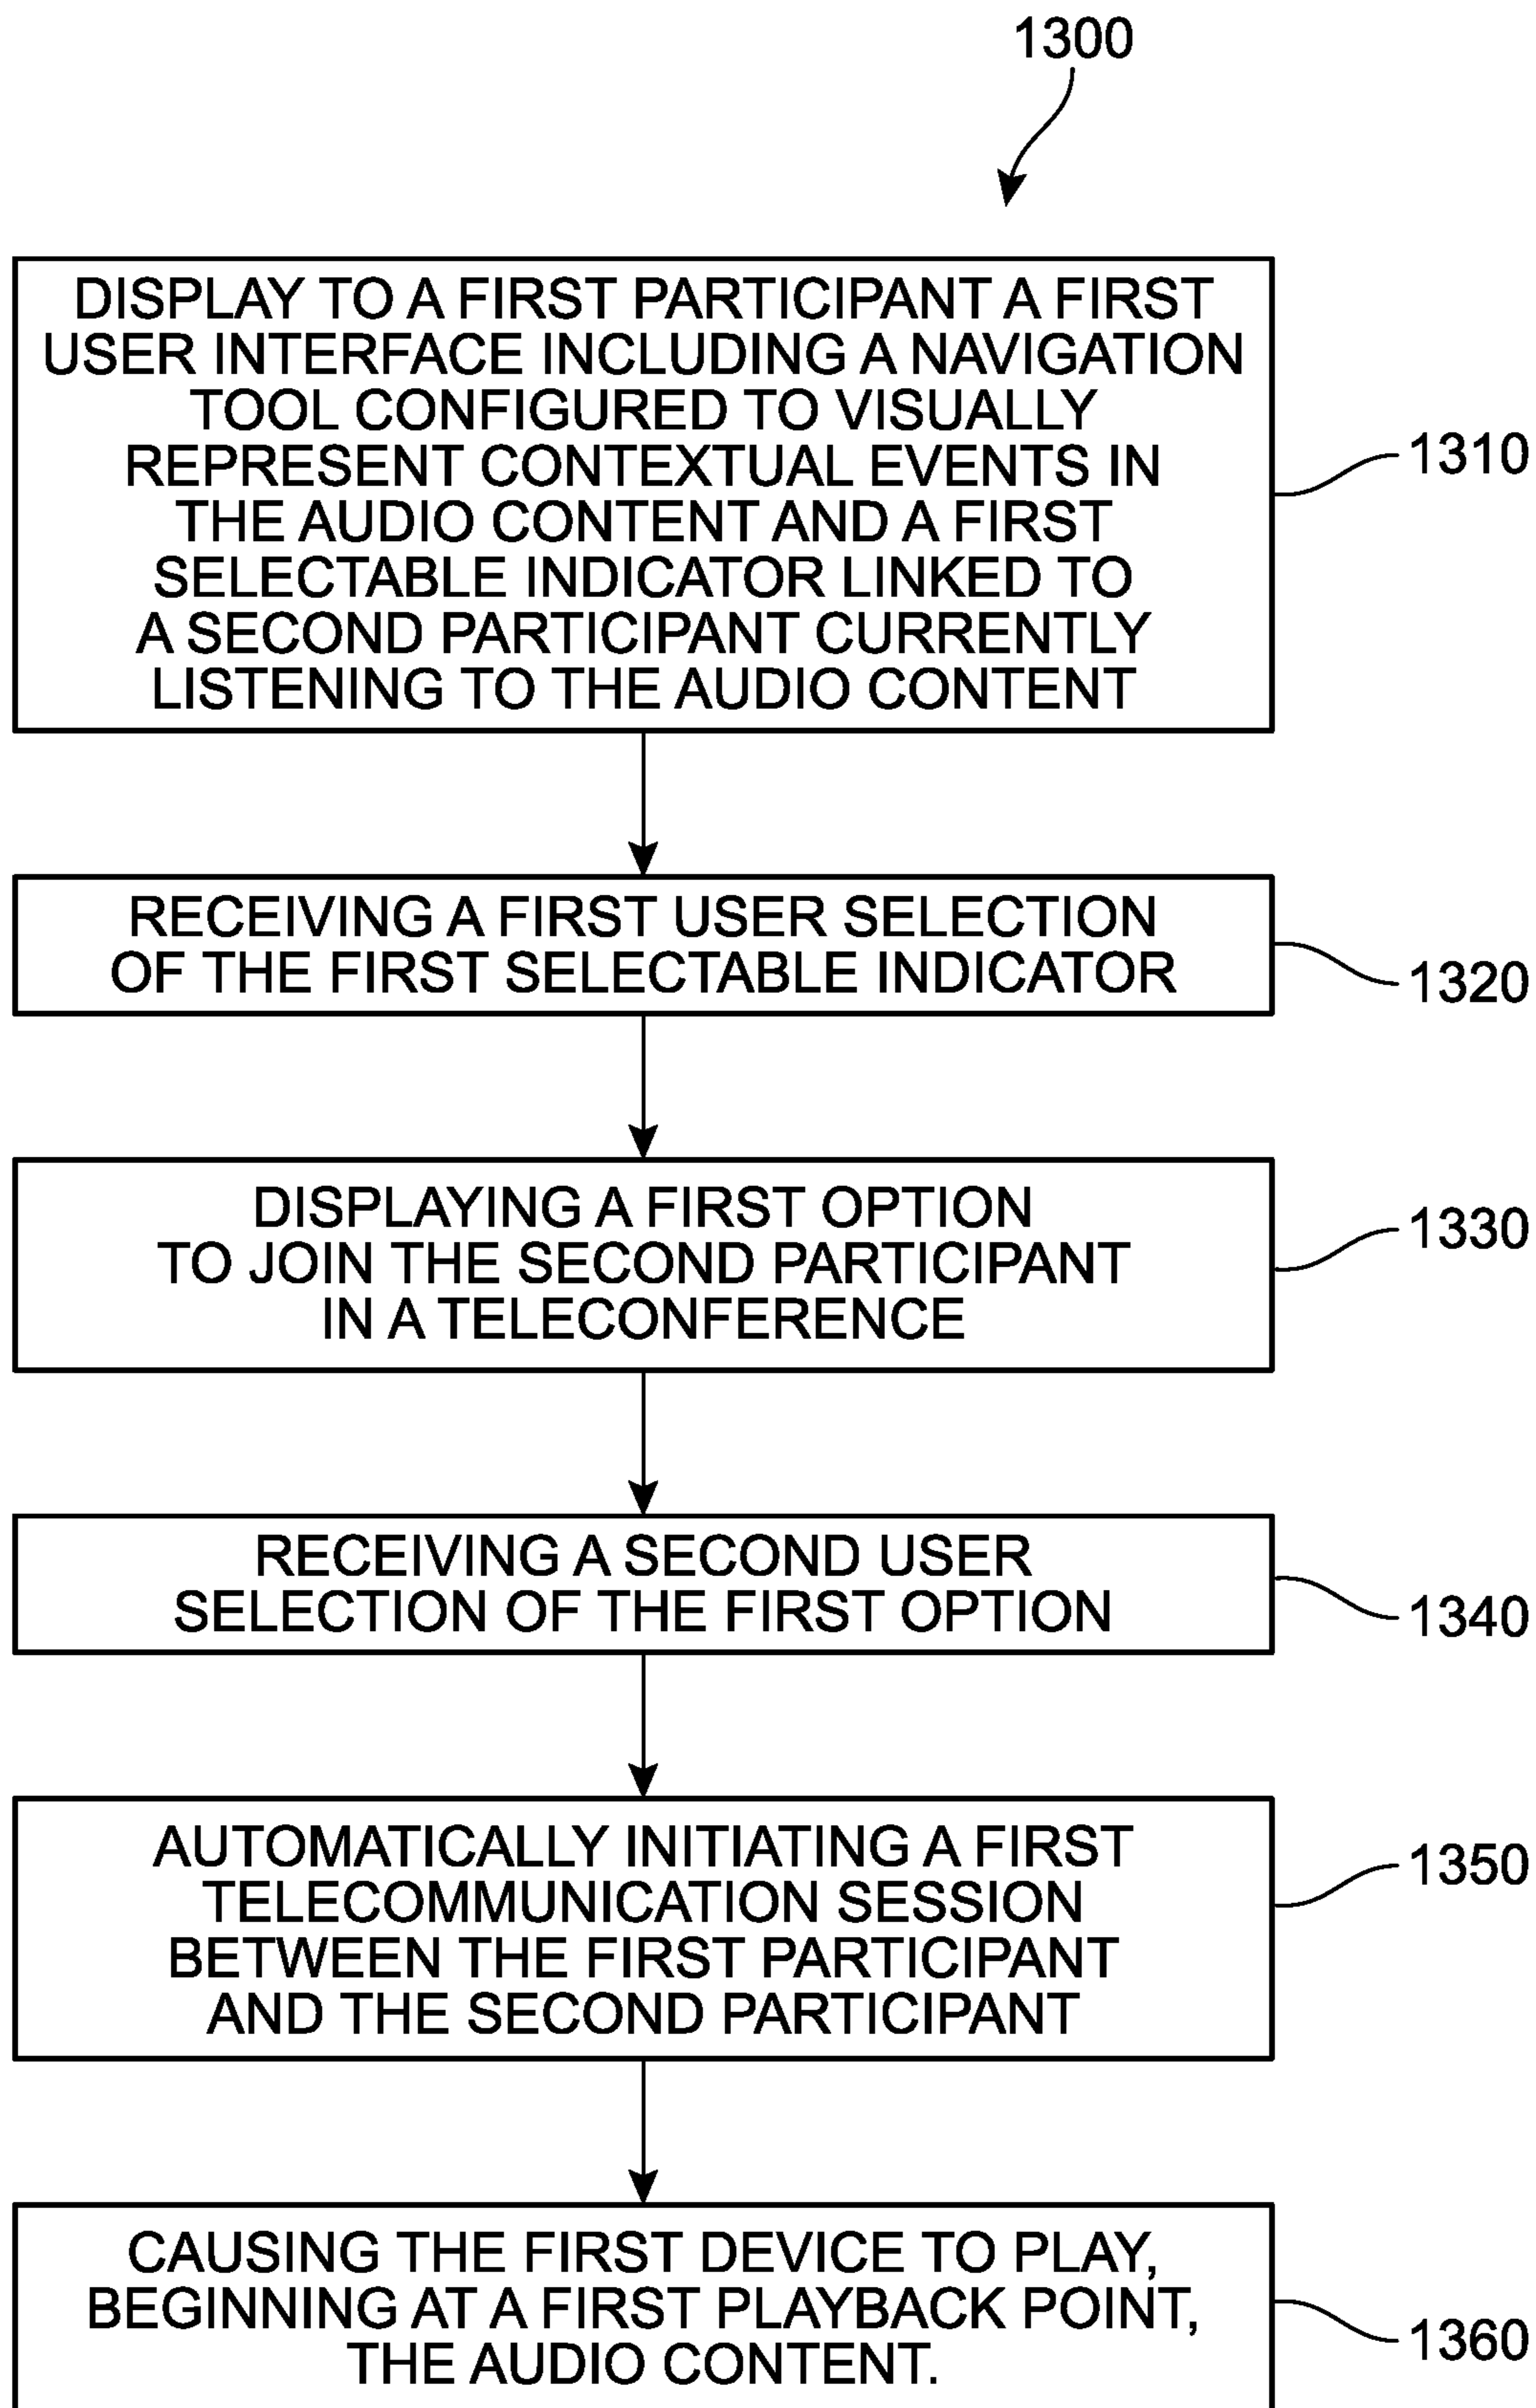 1300
DISPLAY TO A FIRST PARTICIPANT A FIRST
USER INTERFACE INCLUDING A NAVIGATION
TOOL CONFIGURED TO VISUALLY
REPRESENT CONTEXTUAL EVENTS IN
THE AUDIO CONTENT AND A FIRST
SELECTABLE INDICATOR LINKED TO
A SECOND PARTICIPANT CURRENTLY
LISTENING TO THE AUDIO CONTENT
1310
RECEIVING A FIRST USER SELECTION
OF THE FIRST SELECTABLE INDICATOR
1320
DISPLAYING A FIRST OPTION
TO JOIN THE SECOND PARTICIPANT
IN A TELECONFERENCE
1330
RECEIVING A SECOND USER
SELECTION OF THE FIRST OPTION
1340
AUTOMATICALLY INITIATING A FIRST
TELECOMMUNICATION SESSION
BETWEEN THE FIRST PARTICIPANT
AND THE SECOND PARTICIPANT
1350
CAUSING THE FIRST DEVICE TO PLAY,
BEGINNING AT A FIRST PLAYBACK POINT,
THE AUDIO CONTENT.
1360